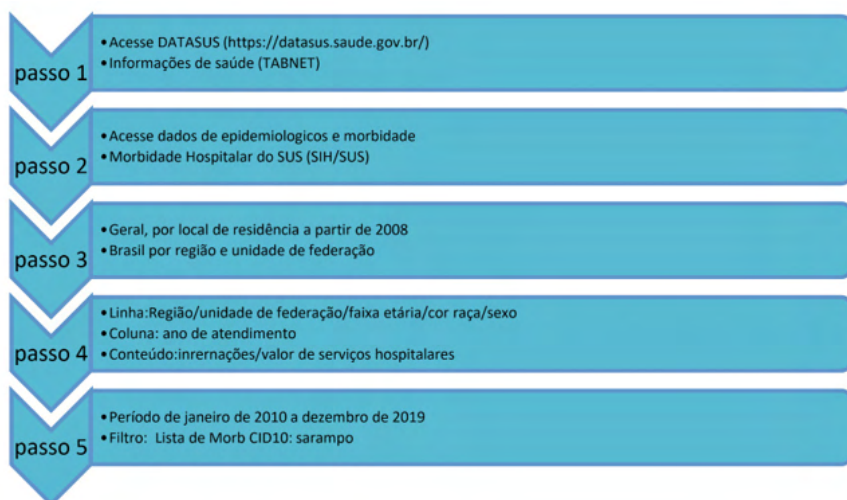 passo 1
•Acesse DATASUS (https://datasus.saude.gov.br/)
•Informações de saúde (TABNET)
passo 2
•Acesse dados de epidemiologicos e morbidade
•Morbidade Hospitalar do SUS (SIH/SUS)
passo 3
•Geral, por local de residência a partir de 2008
•Brasil por região e unidade de federação
passo 4
•Linha:Região/unidade de federação/faixa etária/cor raça/sexo
•Coluna: ano de atendimento
•Conteúdo:inrernações/valor de serviços hospitalares
passo 5
•Período de janeiro de 2010 a dezembro de 2019
•Filtro: Lista de Morb CID10: sarampo